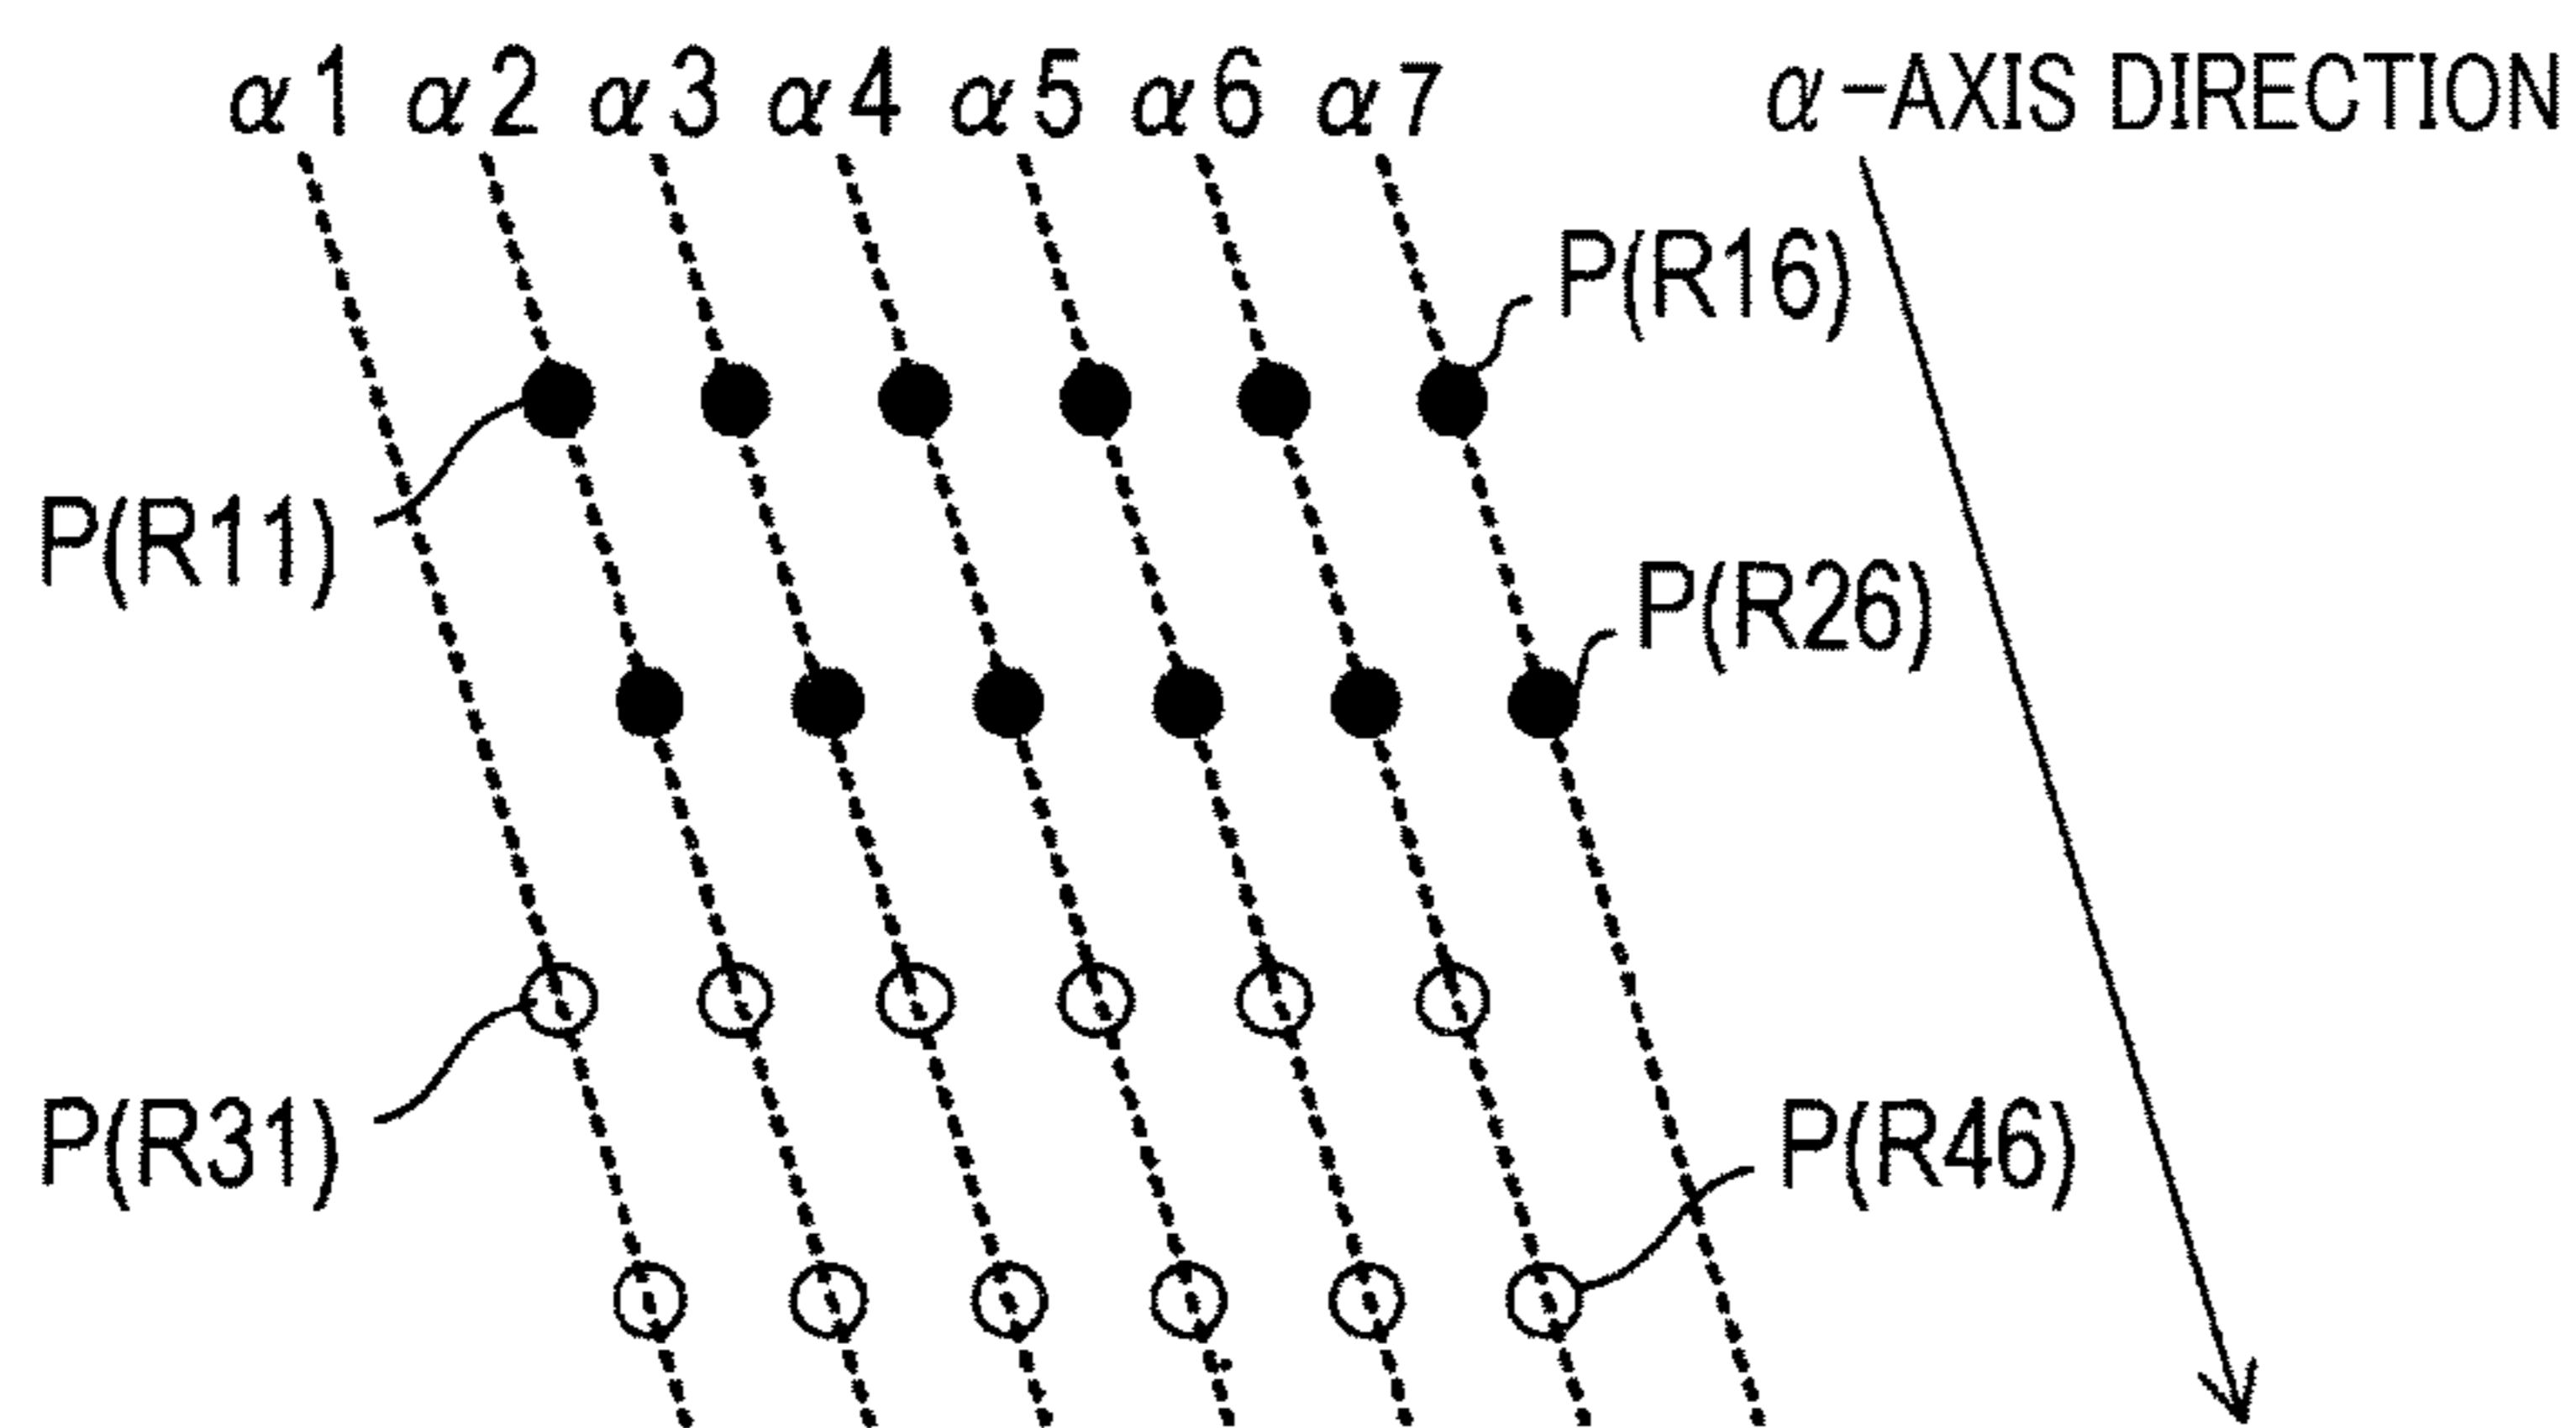 α1 α2 α3 α4 α5 α6 α7 α-AXIS DIRECTION
P(R16)
P(R11)
P(R26)
P(R31)
P(R46)